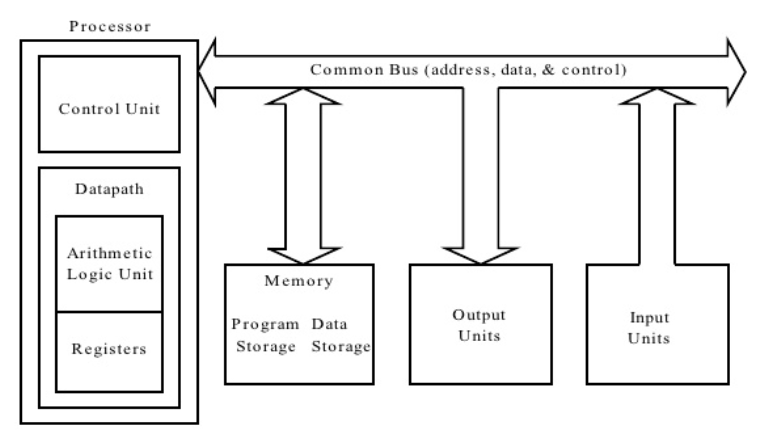 Processor
Common Bus (address, data, & control)
Control Unit
Datapath
Arithmetic
Logic Unit
Registers
Memory
Program Data
Storage Storage
Output
Units
Input
Units